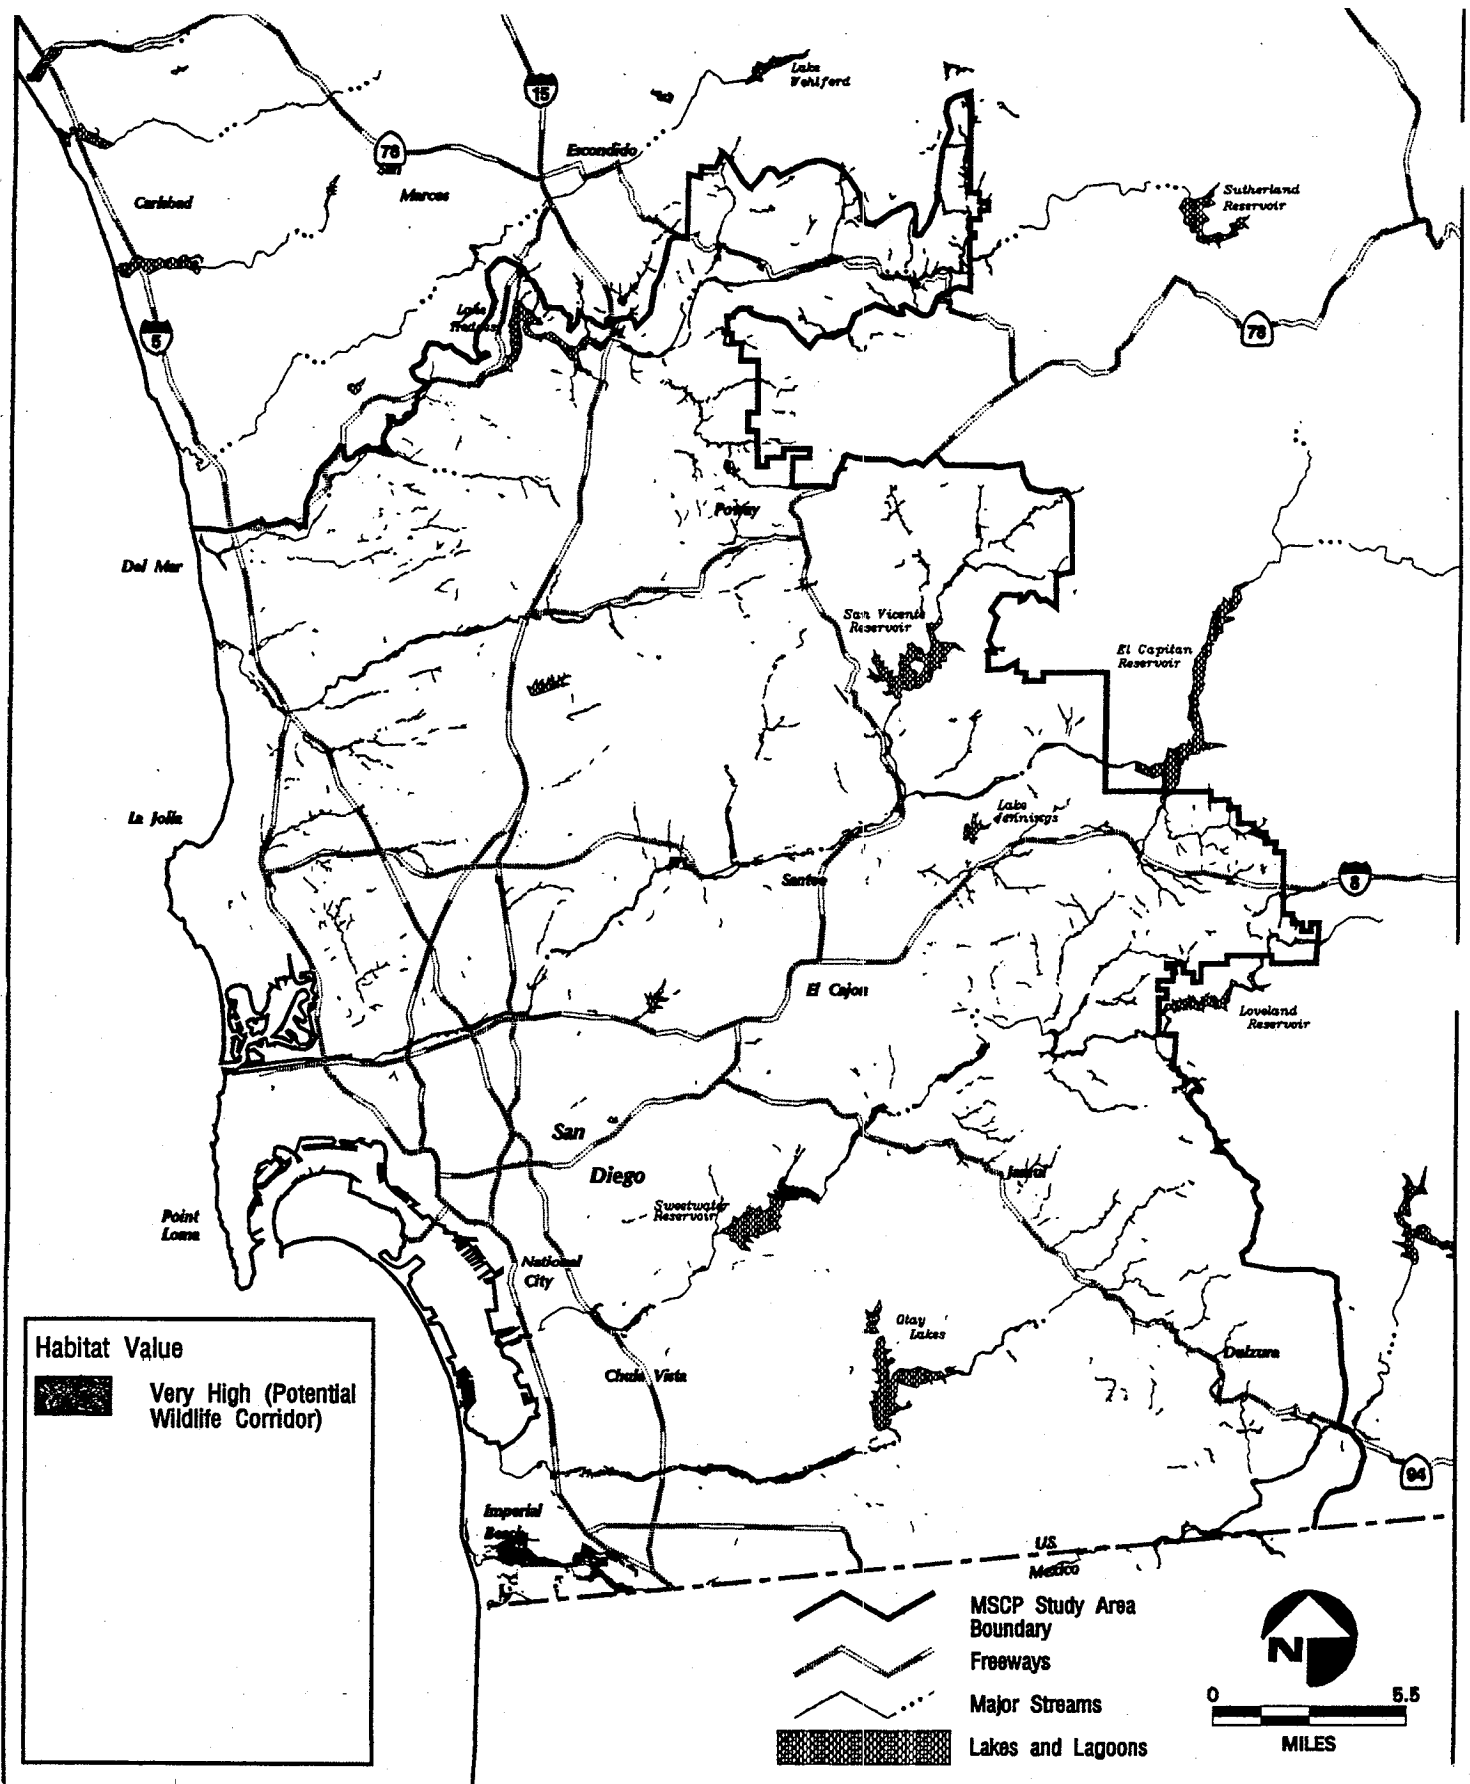 Lake
Wohlford
15
78
Escondido
San
Marcos
Carlsbad
Sutherland
Reservoir
Lake
Hodges
5
78
Poway
Del Mar
San Vicente
Reservoir
El Capitan
Reservoir
La Jolla
Lake
Jennings
Santee
8
El Cajon
Loveland
Reservoir
San
Diego
Jamul
Point
Loma
Sweetwater
Reservoir
National
City
Otay
Lakes
Dulzura
Chula Vista
94
Imperial
Beach
U.S.
Mexico
Habitat Value
Very High (Potential
Wildlife Corridor)
MSCP Study Area
Boundary
Freeways
Major Streams
Lakes and Lagoons
N
0 5.5
MILES